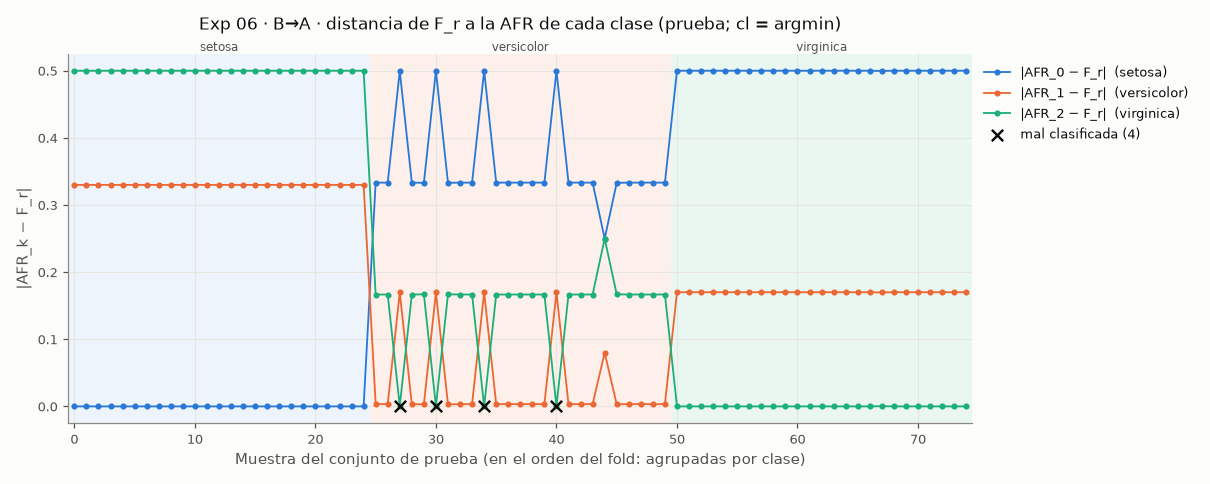 Exp 06 · B→A · distancia de F_r a la AFR de cada clase (prueba; cl = argmin)
setosa
versicolor
virginica
|AFR_0 − F_r| (setosa)
|AFR_1 − F_r| (versicolor)
|AFR_2 − F_r| (virginica)
mal clasificada (4)
|AFR_k − F_r|
0.5
0.4
0.3
0.2
0.1
0.0
0
10
20
30
40
50
60
70
Muestra del conjunto de prueba (en el orden del fold: agrupadas por clase)